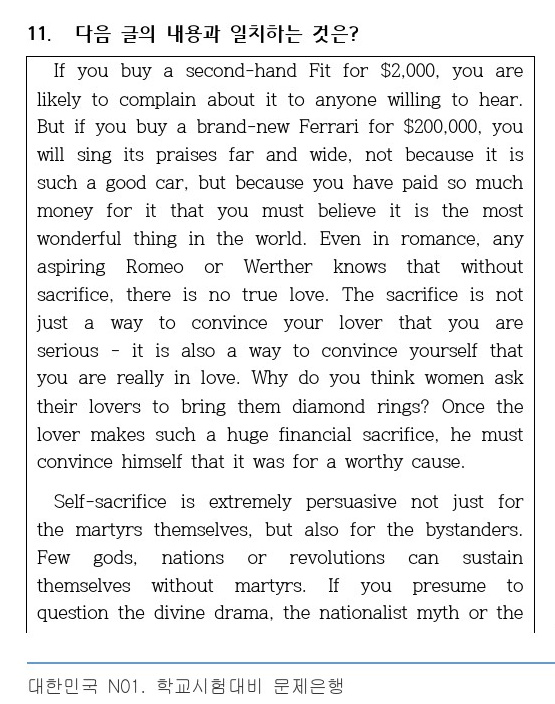 11. 다음 글의 내용과 일치하는 것은?
If you buy a second-hand Fit for $2,000, you are
likely to complain about it to anyone willing to hear.
But if you buy a brand-new Ferrari for $200,000, you
will sing its praises far and wide, not because it is
such a good car, but because you have paid so much
money for it that you must believe it is the most
wonderful thing in the world. Even in romance, any
aspiring Romeo or Werther knows that without
sacrifice, there is no true love. The sacrifice is not
just a way to convince your lover that you are
serious - it is also a way to convince yourself that
you are really in love. Why do you think women ask
their lovers to bring them diamond rings? Once the
lover makes such a huge financial sacrifice, he must
convince himself that it was for a worthy cause.
Self-sacrifice is extremely persuasive not just for
the martyrs themselves, but also for the bystanders.
Few gods, nations or revolutions can sustain
themselves without martyrs. If you presume to
question the divine drama, the nationalist myth or the
대한민국 N01. 학교시험대비 문제은행